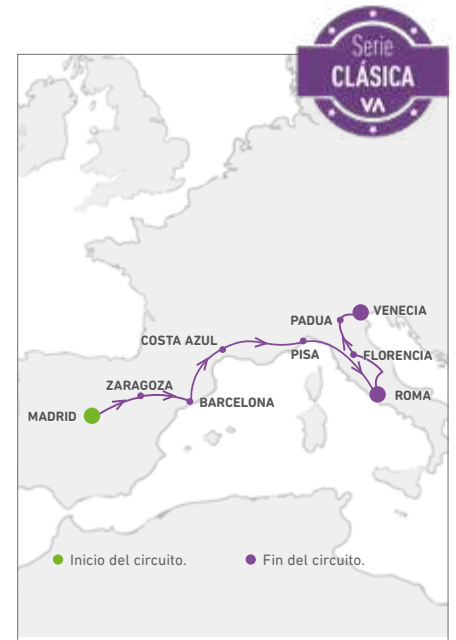 Serie
CLÁSICA
VA
VENECIA
PADUA
COSTA AZUL
PISA
FLORENCIA
ZARAGOZA
BARCELONA
ROMA
MADRID
Inicio del circuito.
Fin del circuito.